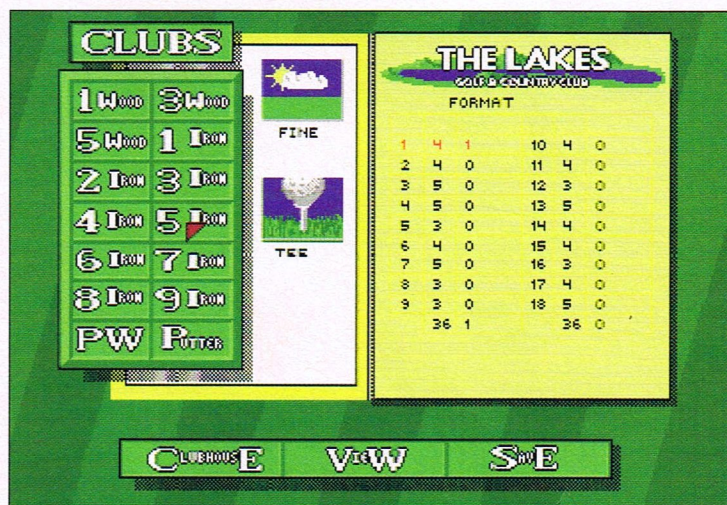 CLUBS
1 WOOD 3 WOOD
5 WOOD 1 IRON
2 IRON 3 IRON
4 IRON 5 IRON
6 IRON 7 IRON
8 IRON 9 IRON
PW PUTTER
FINE
TEE
THE LAKES
GOLF & COUNTRY CLUB
FORMAT
1 4 1 10 4 0
2 4 0 11 4 0
3 5 0 12 3 0
4 5 0 13 5 0
5 3 0 14 4 0
6 4 0 15 4 0
7 5 0 16 3 0
8 3 0 17 4 0
9 3 0 18 5 0
36 1 36 0
CLUBHOUSE VIEW SAVE